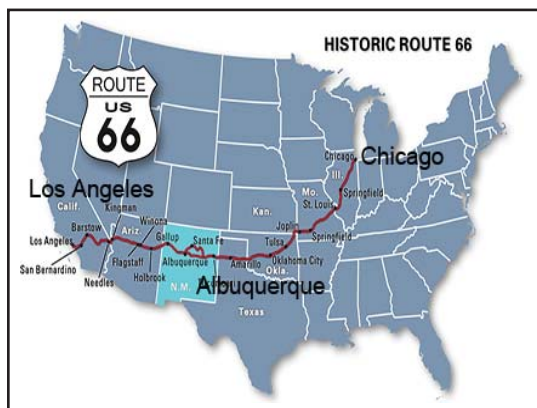 HISTORIC ROUTE 66
ROUTE
US
66
Chicago
Chicago
Ill.
Springfield
Mo.
St. Louis
Los Angeles
Kan.
Calif.
Kingman
Winona
Joplin
Barstow
Ariz.
Gallup
Santa Fe
Tulsa
Springfield
Los Angeles
Albuquerque
Amarillo
Oklahoma City
San Bernardino
Flagstaff
Okla.
Needles
Holbrook
Albuquerque
N.M.
Texas